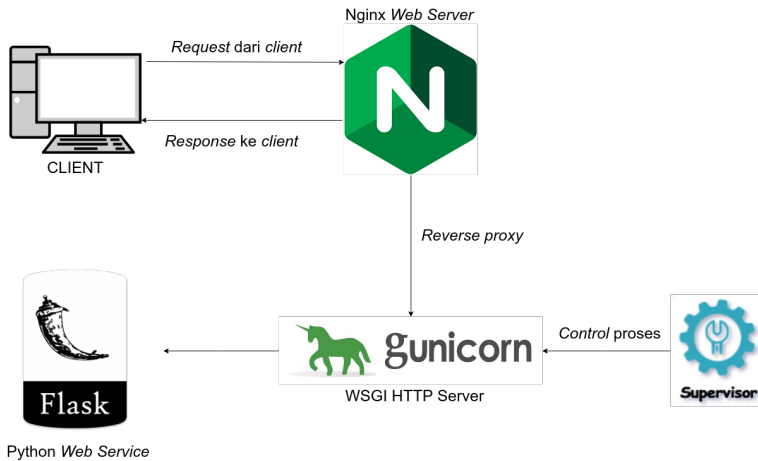 Nginx Web Server
Request dari client
N
Response ke client
CLIENT
Reverse proxy
Control proses
gunicorn
Supervisor
WSGI HTTP Server
Flask
Python Web Service